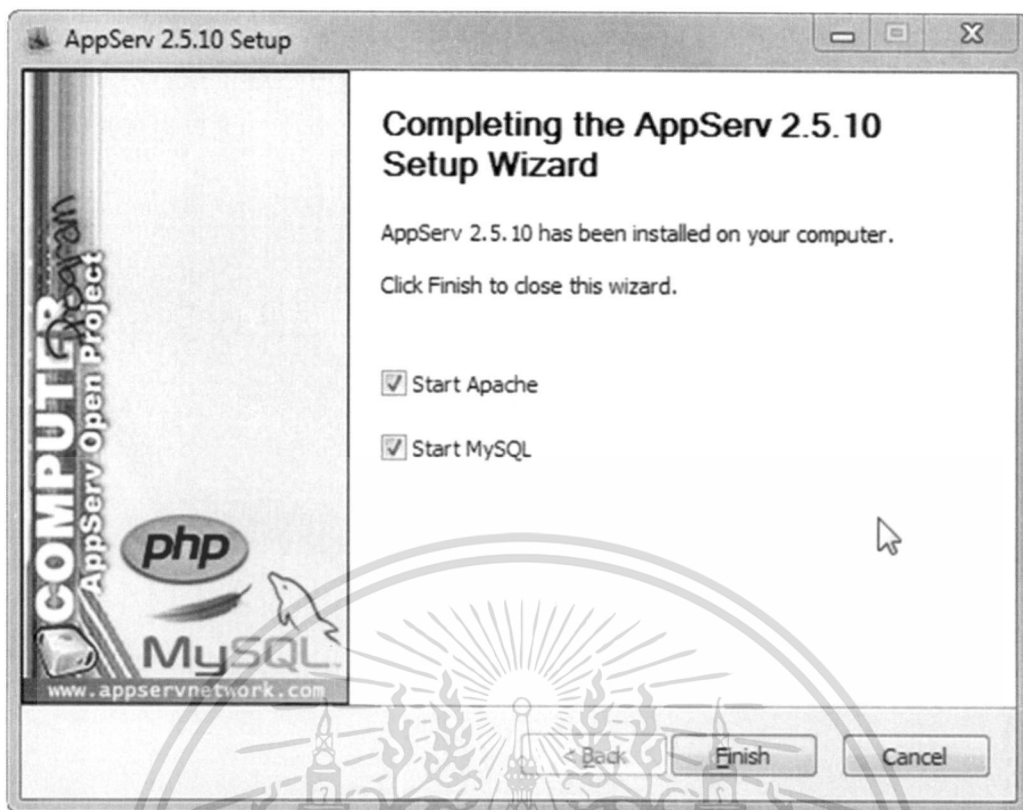 AppServ 2.5.10 Setup
Completing the AppServ 2.5.10
Setup Wizard
AppServ 2.5.10 has been installed on your computer.
Click Finish to close this wizard.
Start Apache
Start MySQL
COMPUTER
Program
AppServ Open Project
php
MySQL
www.appservnetwork.com
< Back
Finish
Cancel